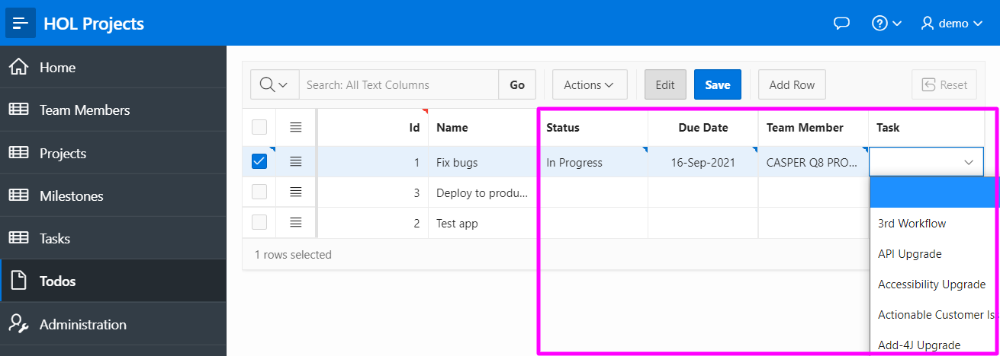 HOL Projects
demo
Home
Team Members
Projects
Milestones
Tasks
Todos
Administration
Search: All Text Columns
Go
Actions
Edit
Save
Add Row
Reset
Id Name Status Due Date Team Member Task
1 Fix bugs In Progress 16-Sep-2021 CASPER Q8 PRO...
3 Deploy to produ...
2 Test app
1 rows selected
3rd Workflow
API Upgrade
Accessibility Upgrade
Actionable Customer Is
Add-4J Upgrade